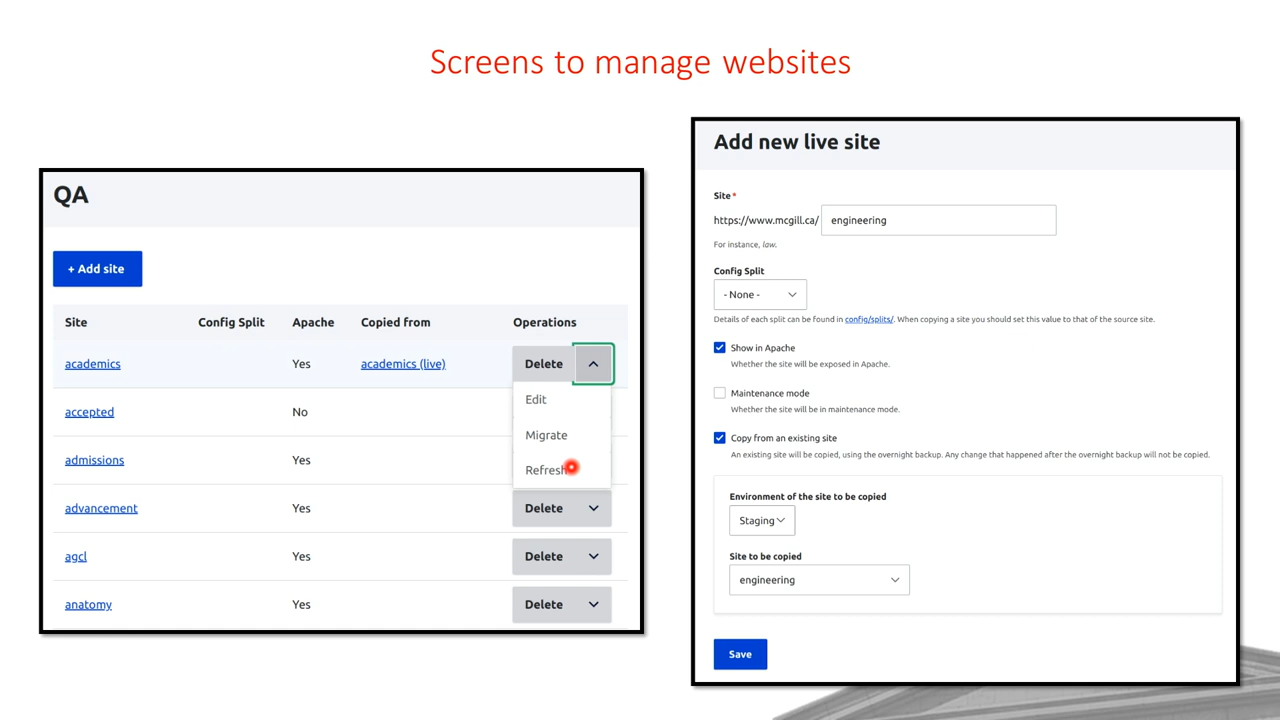 Screens to manage websites
QA
+ Add site
Site Config Split Apache Copied from Operations
academics Yes academics (live) Delete
Edit
Migrate
Refresh
accepted No
admissions Yes
advancement Yes Delete
agcl Yes Delete
anatomy Yes Delete
Add new live site
Site*
https://www.mcgill.ca/ engineering
For instance, law.
Config Split
- None -
Details of each split can be found in config/splits/. When copying a site you should set this value to that of the source site.
Show in Apache
Whether the site will be exposed in Apache.
Maintenance mode
Whether the site will be in maintenance mode.
Copy from an existing site
An existing site will be copied, using the overnight backup. Any change that happened after the overnight backup will not be copied.
Environment of the site to be copied
Staging
Site to be copied
engineering
Save